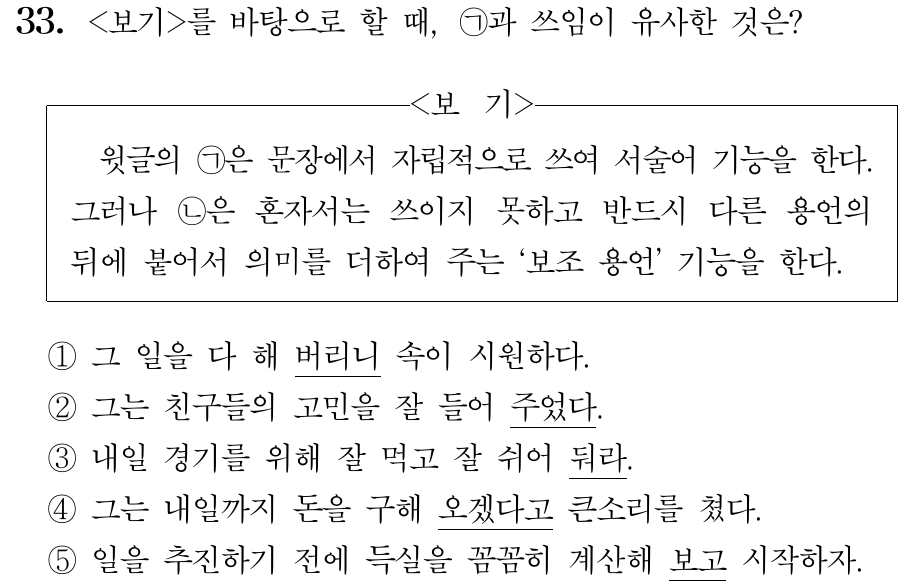 33. <보기>를 바탕으로 할 때, ㉠과 쓰임이 유사한 것은?
<보 기>
윗글의 ㉠은 문장에서 자립적으로 쓰여 서술어 기능을 한다.
그러나 ㉡은 혼자서는 쓰이지 못하고 반드시 다른 용언의
뒤에 붙어서 의미를 더하여 주는 ‘보조 용언’ 기능을 한다.
① 그 일을 다 해 버리니 속이 시원하다.
② 그는 친구들의 고민을 잘 들어 주었다.
③ 내일 경기를 위해 잘 먹고 잘 쉬어 둬라.
④ 그는 내일까지 돈을 구해 오겠다고 큰소리를 쳤다.
⑤ 일을 추진하기 전에 득실을 꼼꼼히 계산해 보고 시작하자.